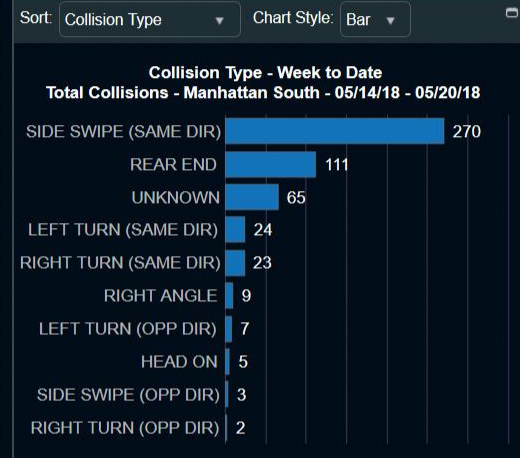 Sort: Collision Type Chart Style: Bar
Collision Type - Week to Date
Total Collisions - Manhattan South - 05/14/18 - 05/20/18
SIDE SWIPE (SAME DIR) 270
REAR END 111
UNKNOWN 65
LEFT TURN (SAME DIR) 24
RIGHT TURN (SAME DIR) 23
RIGHT ANGLE 9
LEFT TURN (OPP DIR) 7
HEAD ON 5
SIDE SWIPE (OPP DIR) 3
RIGHT TURN (OPP DIR) 2